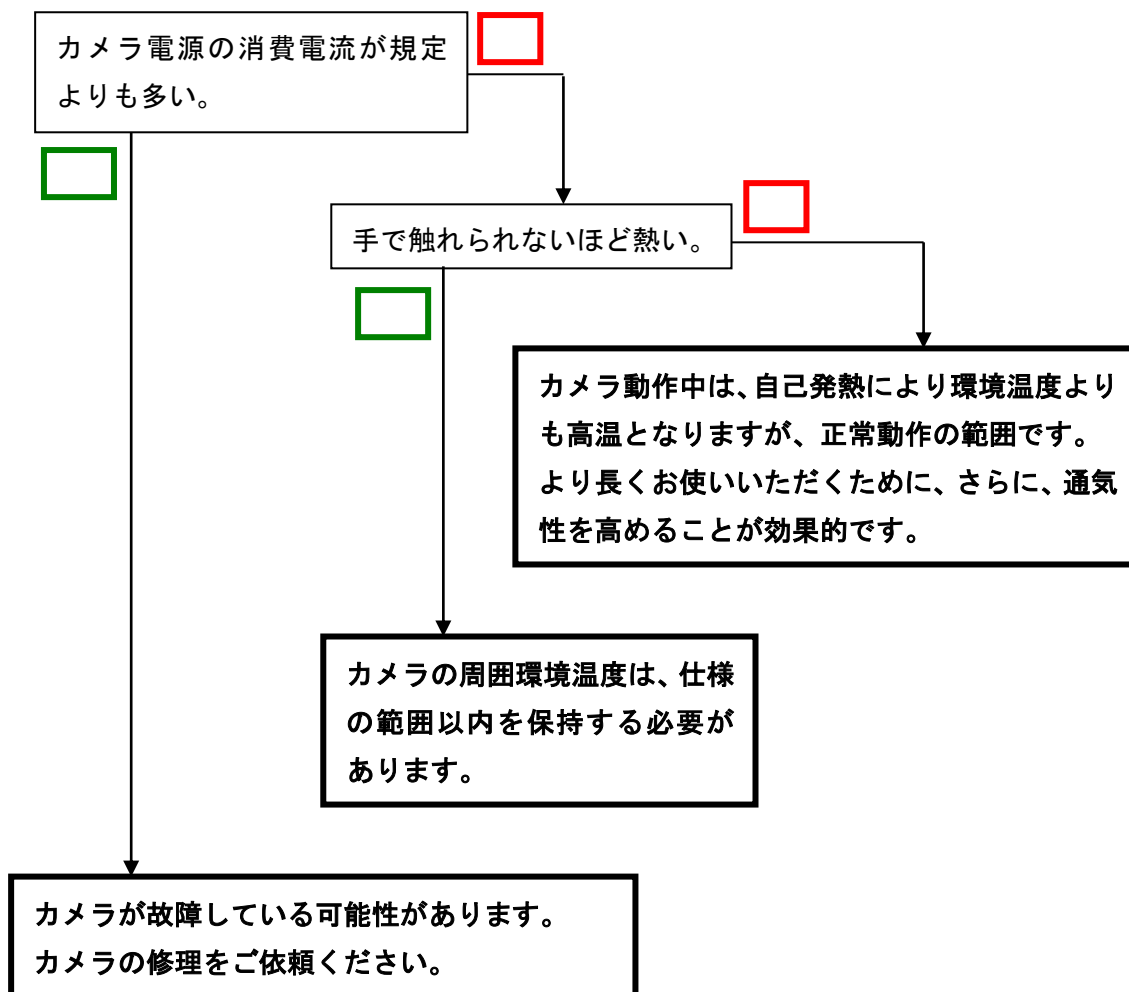 カメラ電源の消費電流が規定
よりも多い。
手で触れられないほど熱い。
カメラ動作中は、自己発熱により環境温度より
も高温となりますが、正常動作の範囲です。
より長くお使いいただくために、さらに、通気
性を高めることが効果的です。
カメラの周囲環境温度は、仕様
の範囲以内を保持する必要が
あります。
カメラが故障している可能性があります。
カメラの修理をご依頼ください。